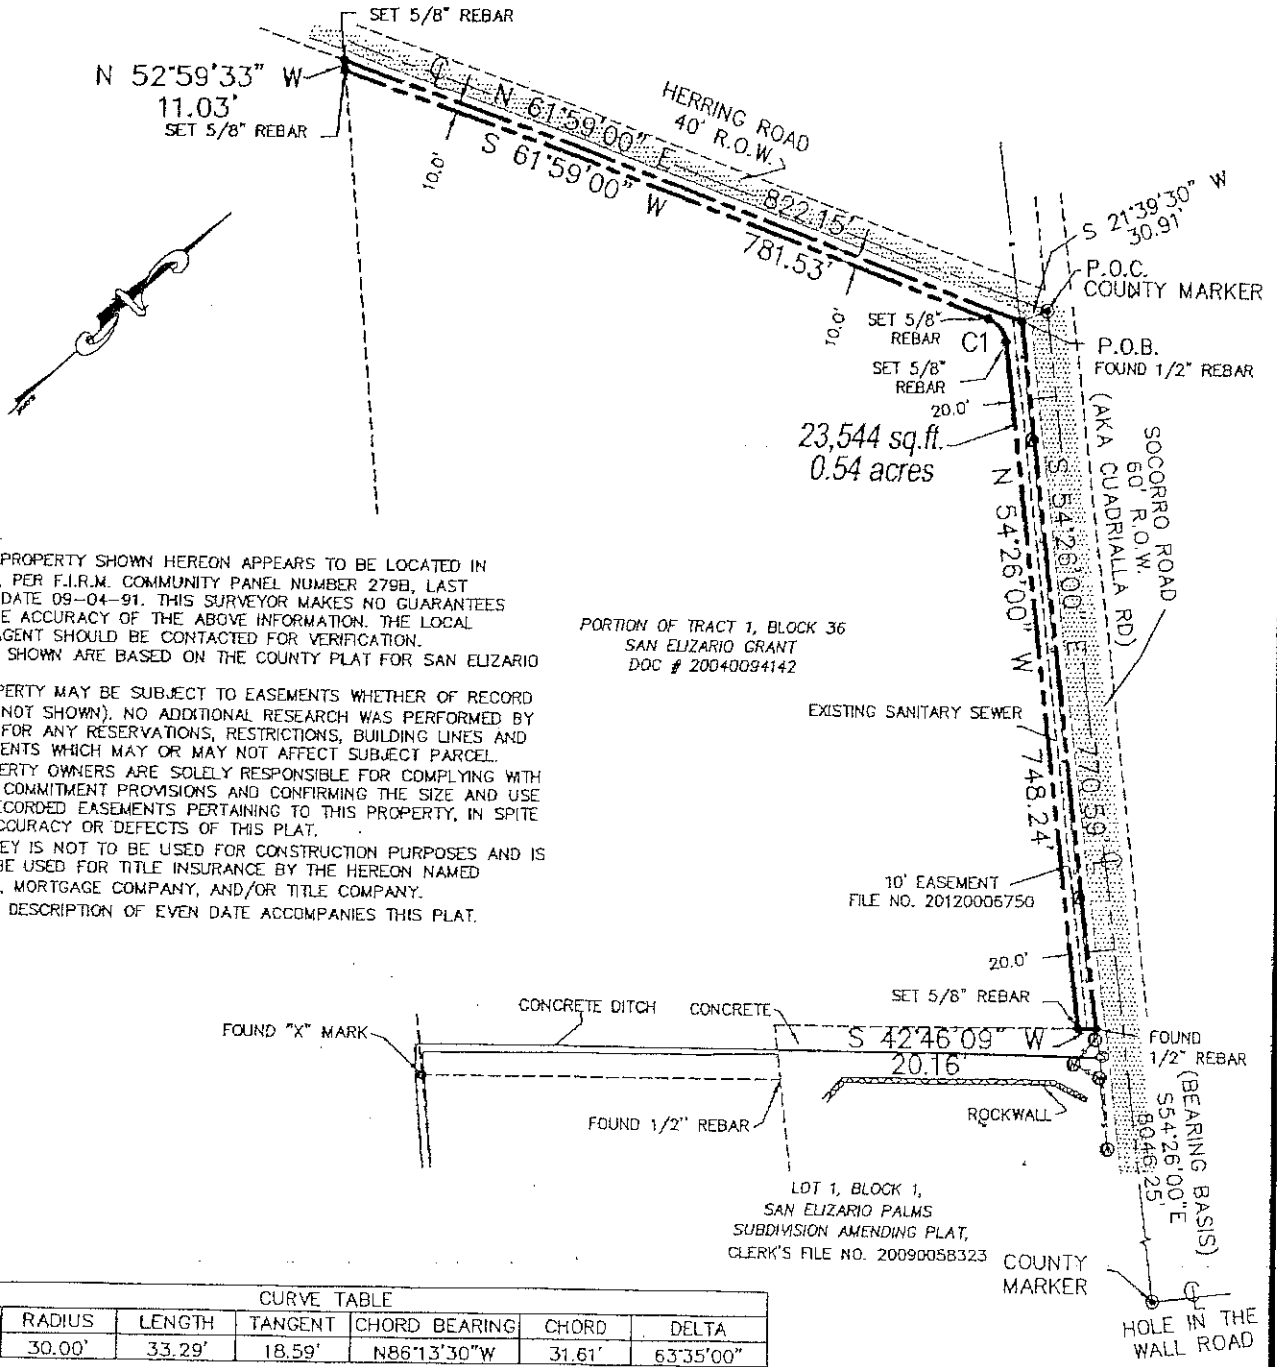 SET 5/8" REBAR
N 52°59'33" W
11.03'
SET 5/8" REBAR
HERRING ROAD
40' R.O.W.
N 61°59'00" E
822.15'
S 61°59'00" W
781.53'
10.0'
10.0'
S 21°39'30" W
30.91'
P.O.C.
COUNTY MARKER
SET 5/8"
REBAR
C1
P.O.B.
FOUND 1/2" REBAR
SET 5/8"
REBAR
20.0'
23,544 sq.ft.
0.54 acres
SOCORRO ROAD
60' R.O.W.
(AKA CUADRIALLA RD)
N 54°26'00" W
748.24'
S 54°26'00" E
770.59'
PROPERTY SHOWN HEREON APPEARS TO BE LOCATED IN
, PER F.I.R.M. COMMUNITY PANEL NUMBER 279B, LAST
DATE 09-04-91. THIS SURVEYOR MAKES NO GUARANTEES
E ACCURACY OF THE ABOVE INFORMATION. THE LOCAL
GENT SHOULD BE CONTACTED FOR VERIFICATION.
SHOWN ARE BASED ON THE COUNTY PLAT FOR SAN ELIZARIO
PERTY MAY BE SUBJECT TO EASEMENTS WHETHER OF RECORD
NOT SHOWN). NO ADDITIONAL RESEARCH WAS PERFORMED BY
FOR ANY RESERVATIONS, RESTRICTIONS, BUILDING LINES AND
ENTS WHICH MAY OR MAY NOT AFFECT SUBJECT PARCEL.
ERTY OWNERS ARE SOLELY RESPONSIBLE FOR COMPLYING WITH
COMMITMENT PROVISIONS AND CONFIRMING THE SIZE AND USE
ECORDED EASEMENTS PERTAINING TO THIS PROPERTY, IN SPITE
CCURACY OR DEFECTS OF THIS PLAT.
EY IS NOT TO BE USED FOR CONSTRUCTION PURPOSES AND IS
BE USED FOR TITLE INSURANCE BY THE HEREON NAMED
, MORTGAGE COMPANY, AND/OR TITLE COMPANY.
DESCRIPTION OF EVEN DATE ACCOMPANIES THIS PLAT.
PORTION OF TRACT 1, BLOCK 36
SAN ELIZARIO GRANT
DOC # 20040094142
EXISTING SANITARY SEWER
10' EASEMENT
FILE NO. 20120006750
20.0'
SET 5/8" REBAR
CONCRETE DITCH
CONCRETE
FOUND "X" MARK
S 42°46'09" W
20.16'
FOUND
1/2" REBAR
FOUND 1/2" REBAR
ROCKWALL
(BEARING BASIS)
S54°26'00"E
8046.25'
LOT 1, BLOCK 1,
SAN ELIZARIO PALMS
SUBDIVISION AMENDING PLAT,
CLERK'S FILE NO. 20090058323
COUNTY
MARKER
HOLE IN THE
WALL ROAD
CURVE TABLE
RADIUS LENGTH TANGENT CHORD BEARING CHORD DELTA
30.00' 33.29' 18.59' N86°13'30"W 31.61' 63°35'00"